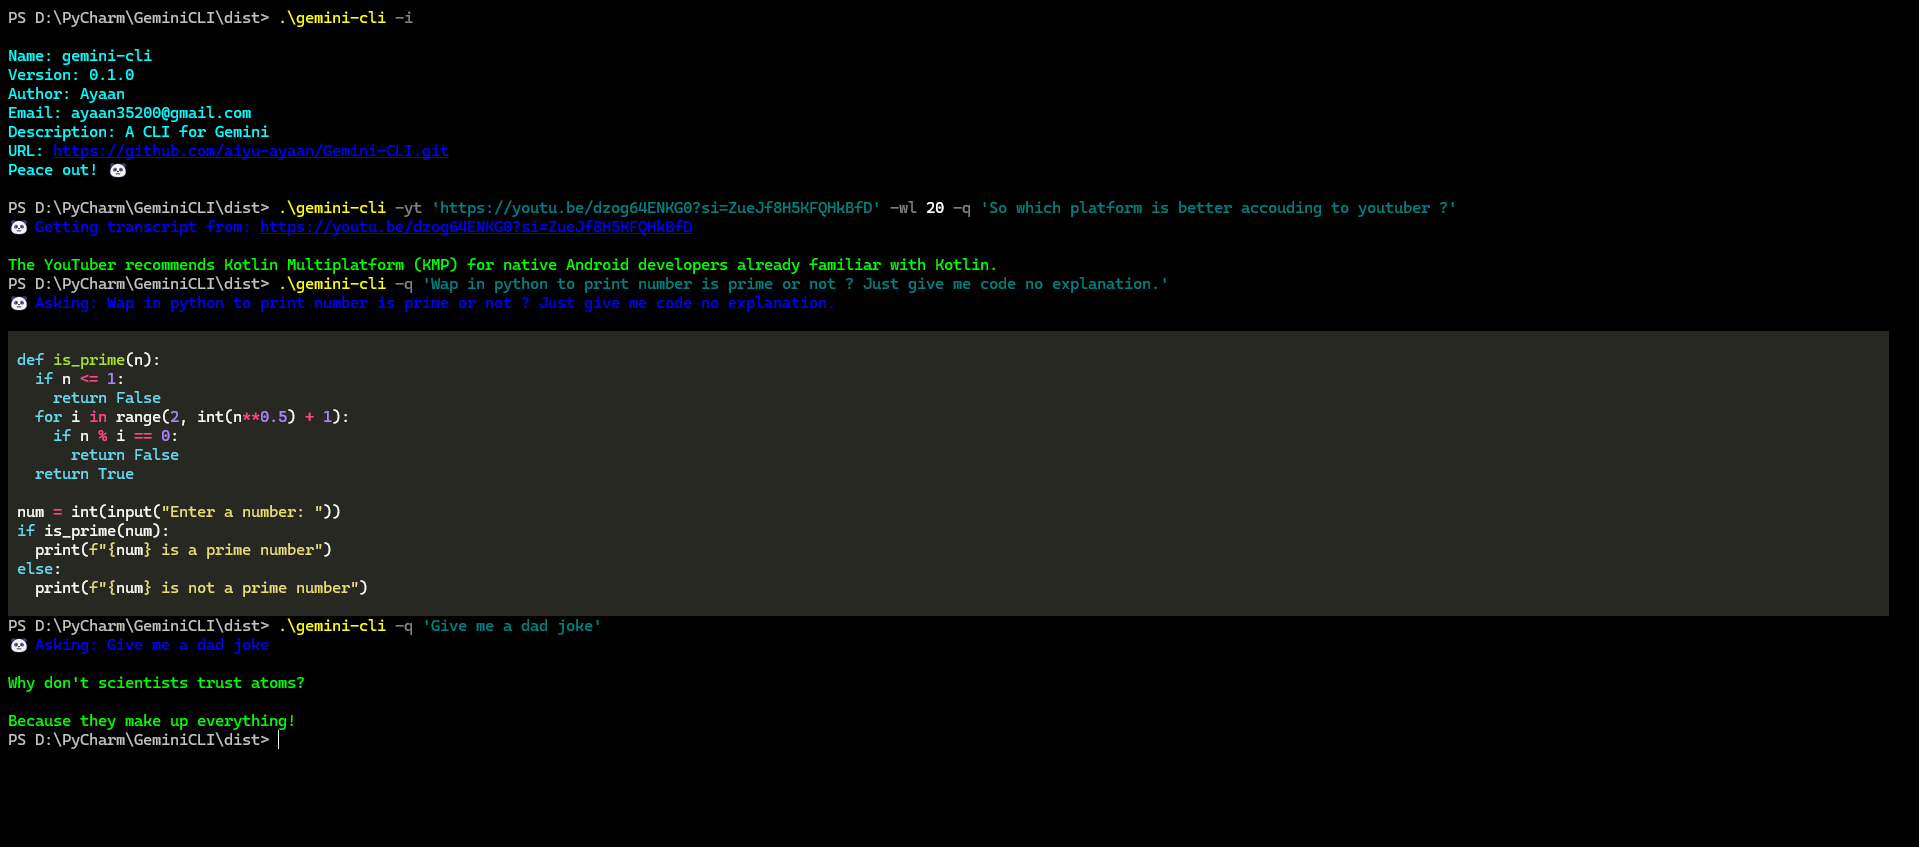 PS D:\PyCharm\GeminiCLI\dist> .\gemini-cli -i
Name: gemini-cli
Version: 0.1.0
Author: Ayaan
Email: ayaan35200@gmail.com
Description: A CLI for Gemini
URL: https://github.com/aiyu-ayaan/Gemini-CLI.git
Peace out! 🐼
PS D:\PyCharm\GeminiCLI\dist> .\gemini-cli -yt 'https://youtu.be/dzog64ENKG0?si=ZueJf8H5KFQHkBfD' -wl 20 -q 'So which platform is better accouding to youtuber ?'
🐼 Getting transcript from: https://youtu.be/dzog64ENKG0?si=ZueJf8H5KFQHkBfD
The YouTuber recommends Kotlin Multiplatform (KMP) for native Android developers already familiar with Kotlin.
PS D:\PyCharm\GeminiCLI\dist> .\gemini-cli -q 'Wap in python to print number is prime or not ? Just give me code no explanation.'
🐼 Asking: Wap in python to print number is prime or not ? Just give me code no explanation.
def is_prime(n):
  if n <= 1:
    return False
  for i in range(2, int(n**0.5) + 1):
    if n % i == 0:
      return False
  return True
num = int(input("Enter a number: "))
if is_prime(num):
  print(f"{num} is a prime number")
else:
  print(f"{num} is not a prime number")
PS D:\PyCharm\GeminiCLI\dist> .\gemini-cli -q 'Give me a dad joke'
🐼 Asking: Give me a dad joke
Why don't scientists trust atoms?
Because they make up everything!
PS D:\PyCharm\GeminiCLI\dist>